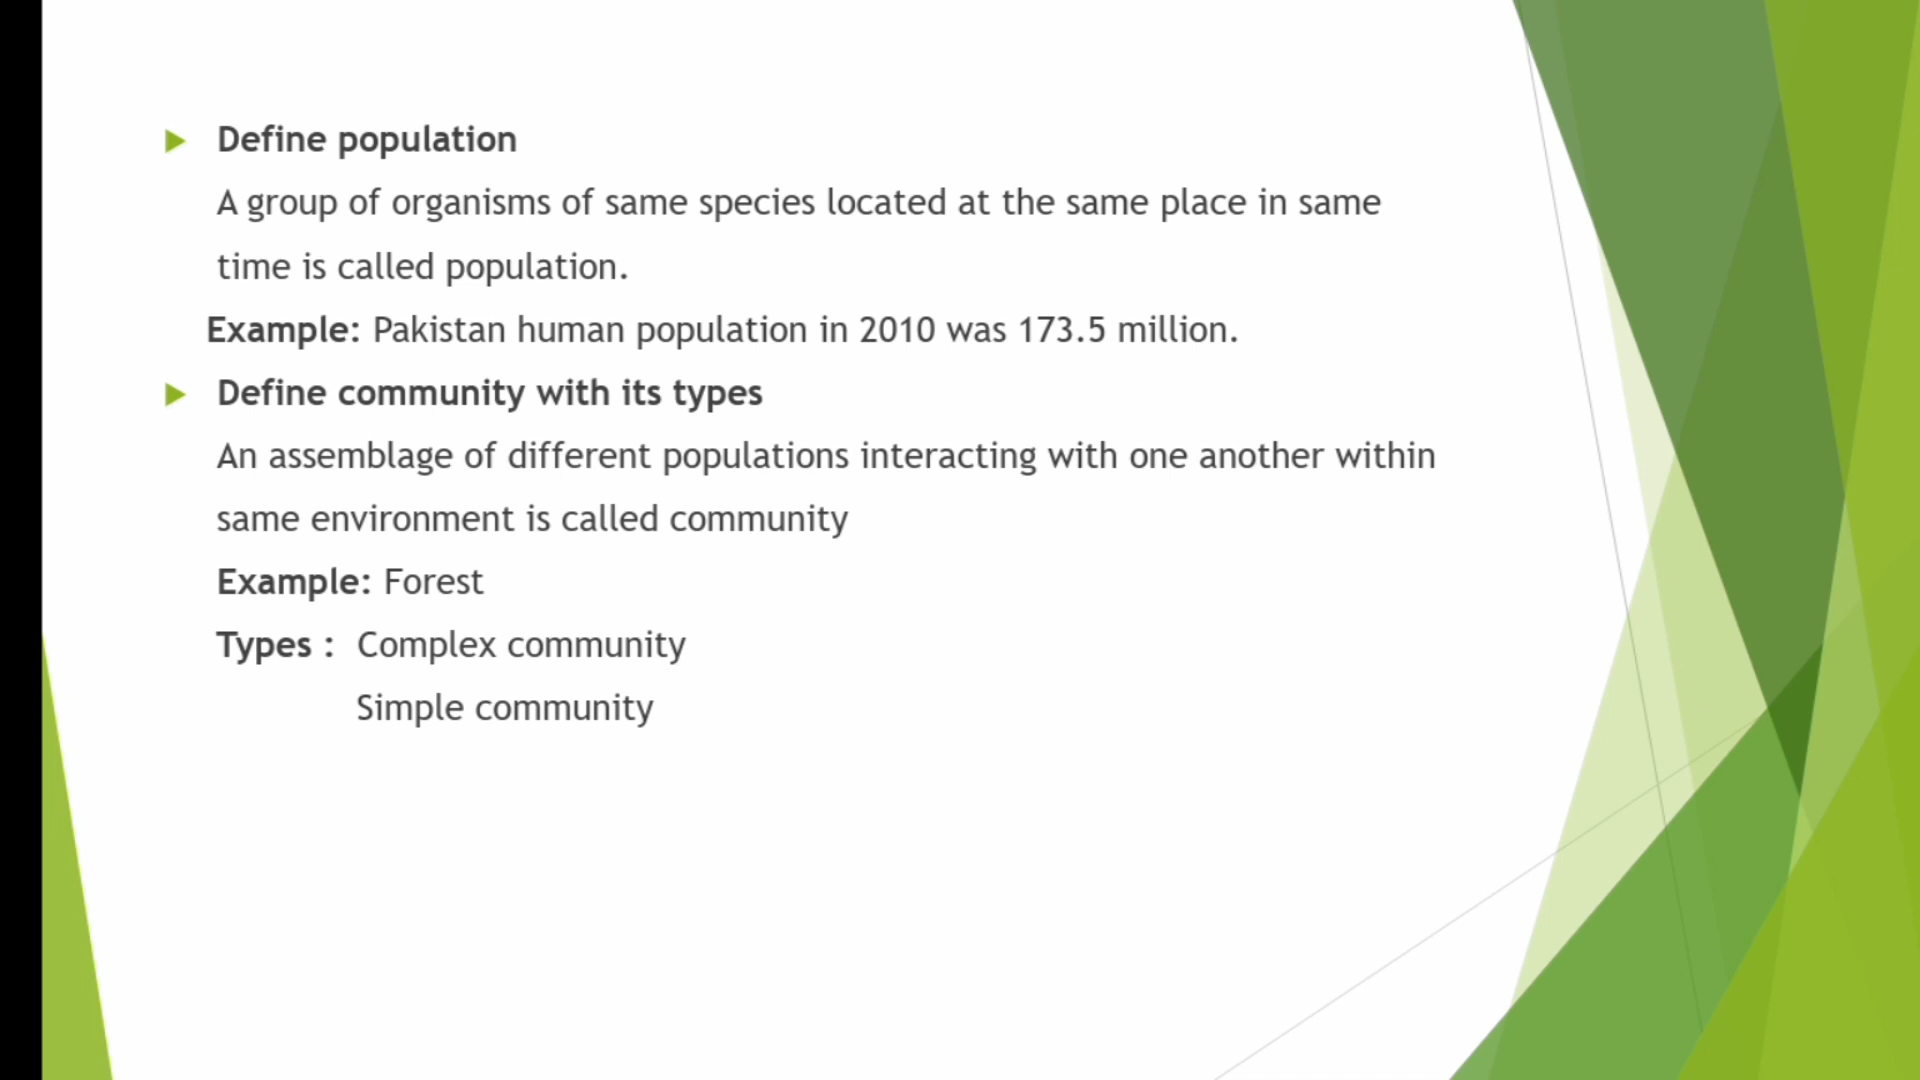 Define population
A group of organisms of same species located at the same place in same
time is called population.
Example: Pakistan human population in 2010 was 173.5 million.
Define community with its types
An assemblage of different populations interacting with one another within
same environment is called community
Example: Forest
Types : Complex community
Simple community